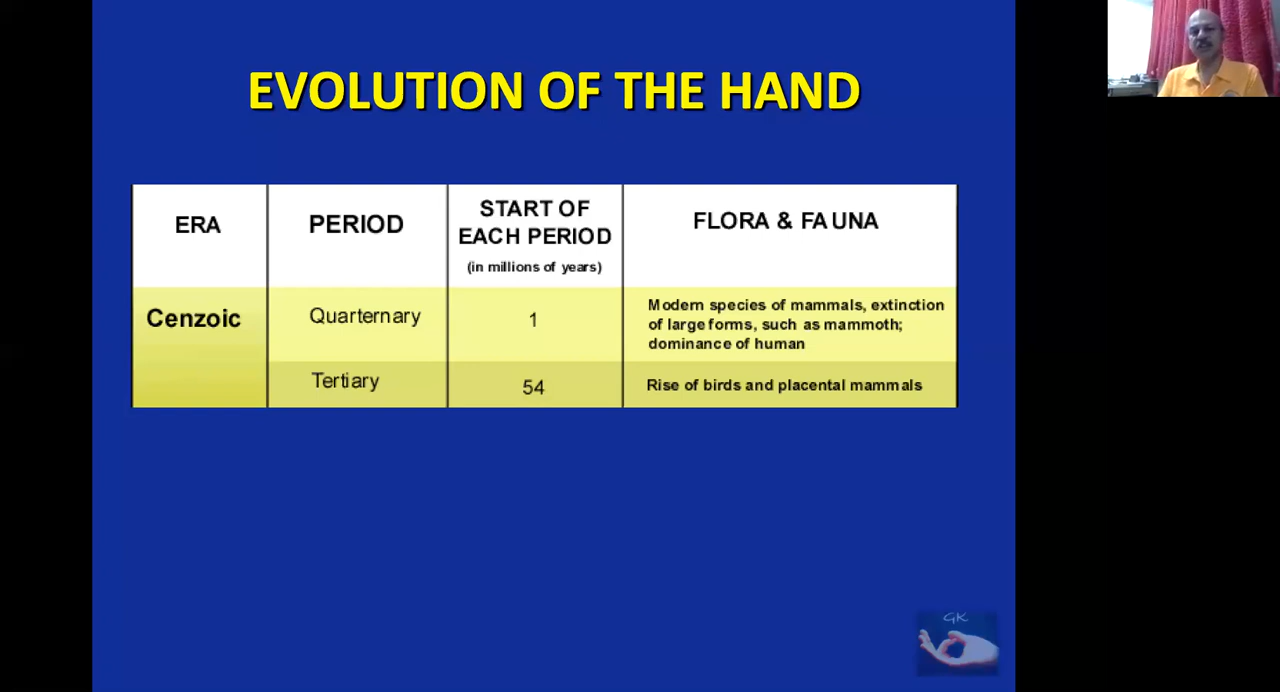 EVOLUTION OF THE HAND
ERA
PERIOD
START OF
EACH PERIOD
(in millions of years)
FLORA & FAUNA
Cenzoic
Quarternary
1
Modern species of mammals, extinction
of large forms, such as mammoth;
dominance of human
Tertiary
54
Rise of birds and placental mammals
GK